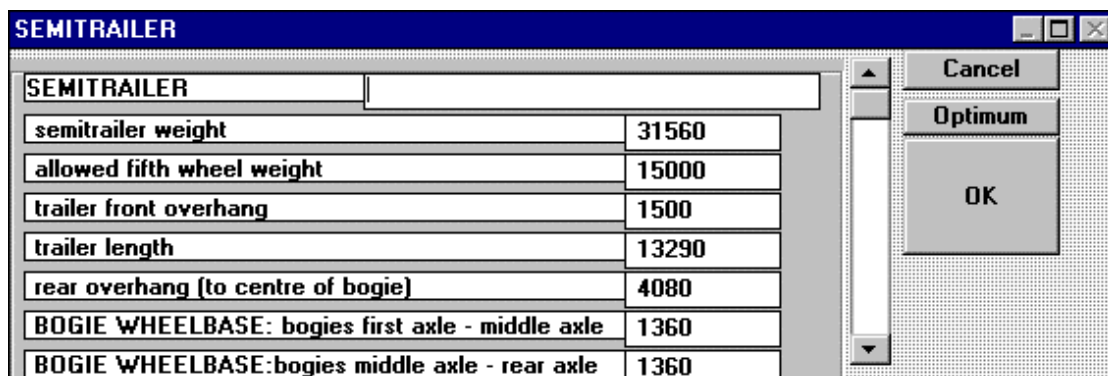 SEMITRAILER
Cancel
SEMITRAILER
Optimum
semitrailer weight 31560
allowed fifth wheel weight 15000
OK
trailer front overhang 1500
trailer length 13290
rear overhang (to centre of bogie) 4080
BOGIE WHEELBASE: bogies first axle - middle axle 1360
BOGIE WHEELBASE:bogies middle axle - rear axle 1360